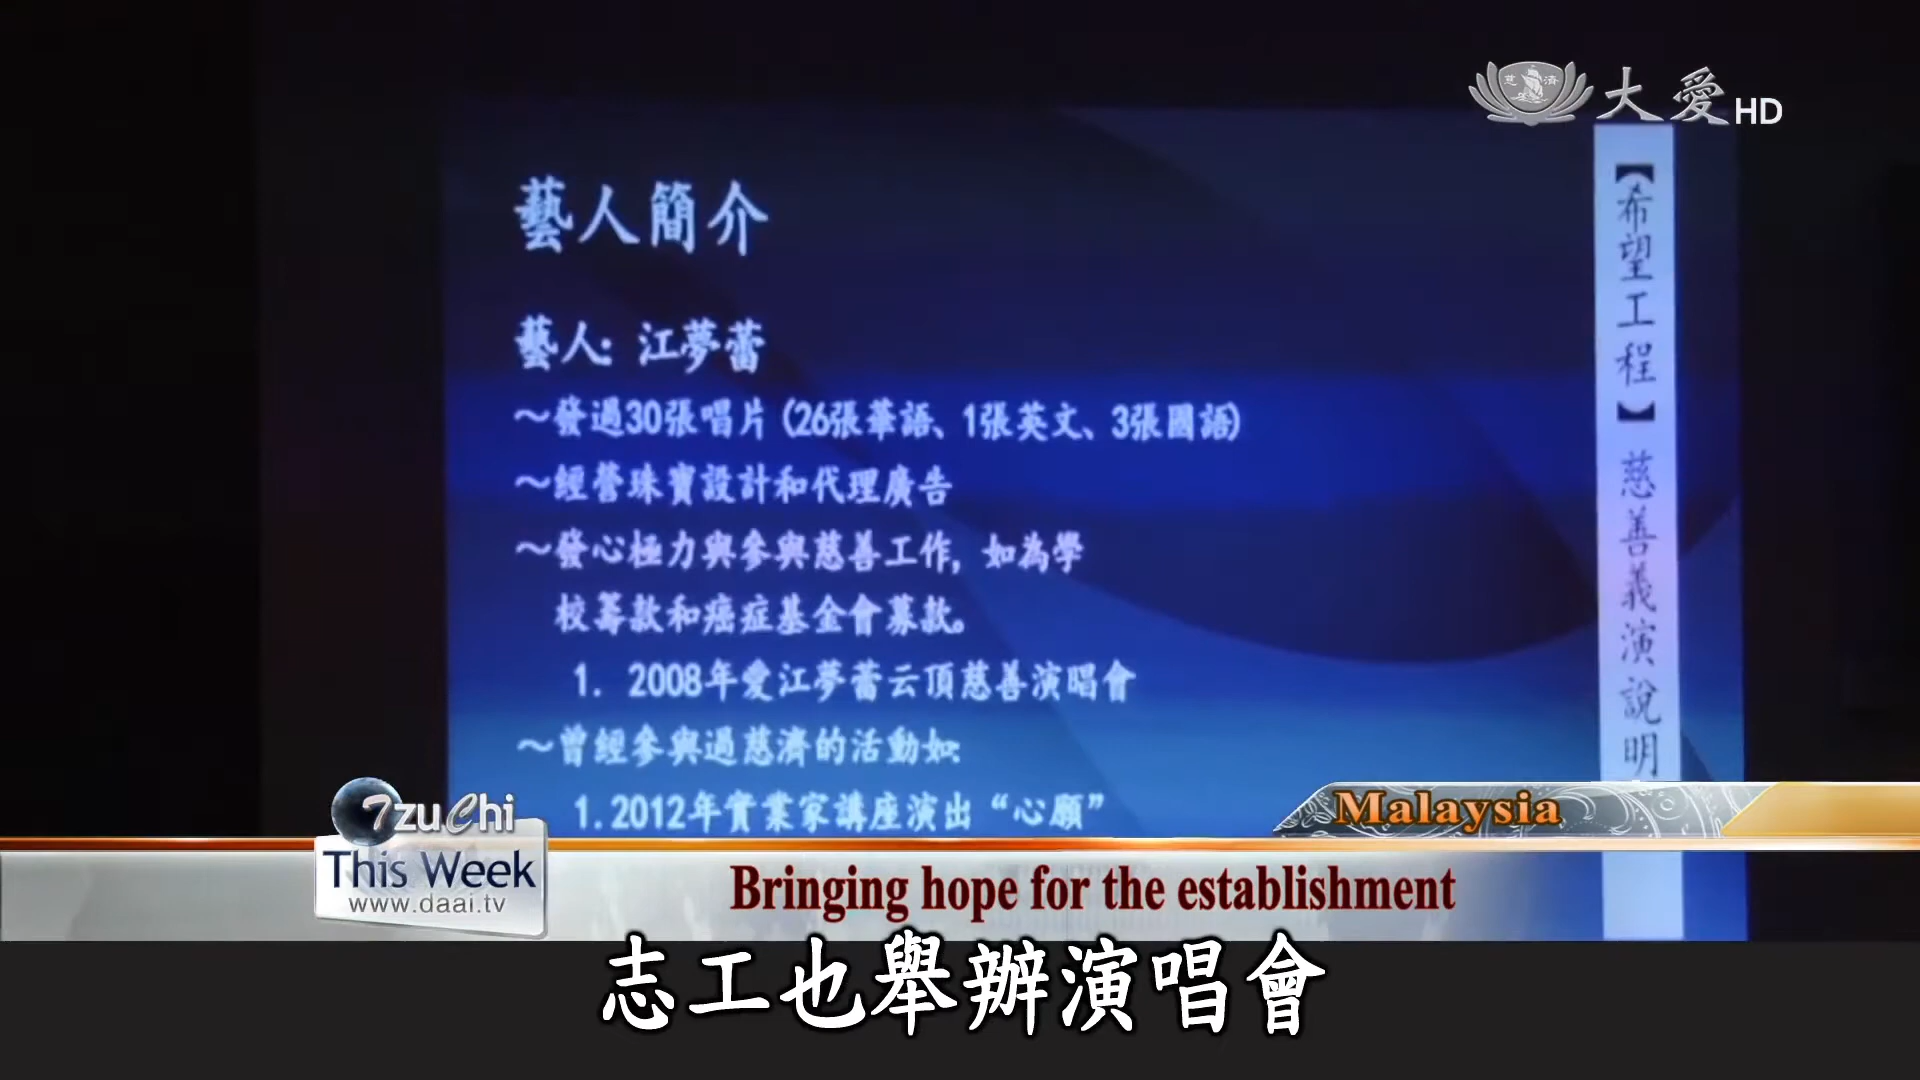 大愛HD
藝人簡介
藝人: 江夢蕾
～發過30張唱片 (26張華語、1張英文、3張國語)
～經營珠寶設計和代理廣告
～發心極力與參與慈善工作, 如為學
校籌款和癌症基金會募款。
1. 2008年愛江夢蕾云頂慈善演唱會
～曾經參與過慈濟的活動如:
1.2012年實業家講座演出“心願”
【希望工程】慈善義演說明
Malaysia
Tzu Chi
This Week
www.daai.tv
Bringing hope for the establishment
志工也舉辦演唱會